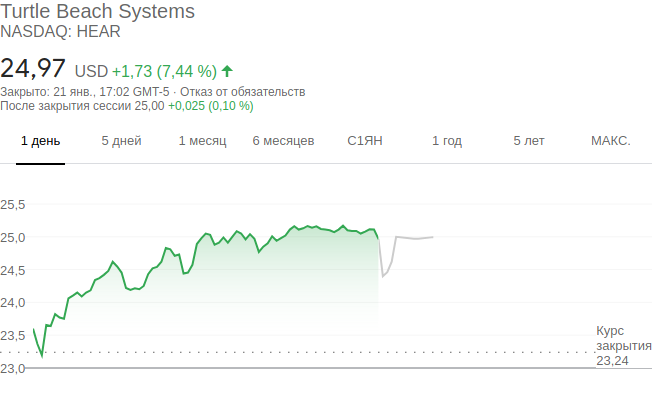 Turtle Beach Systems
NASDAQ: HEAR
24,97 USD +1,73 (7,44 %)
Закрыто: 21 янв., 17:02 GMT-5 · Отказ от обязательств
После закрытия сессии 25,00 +0,025 (0,10 %)
1 день 5 дней 1 месяц 6 месяцев С1ЯН 1 год 5 лет МАКС.
25,5
25,0
24,5
24,0
23,5
23,0
Курс
закрытия
23,24